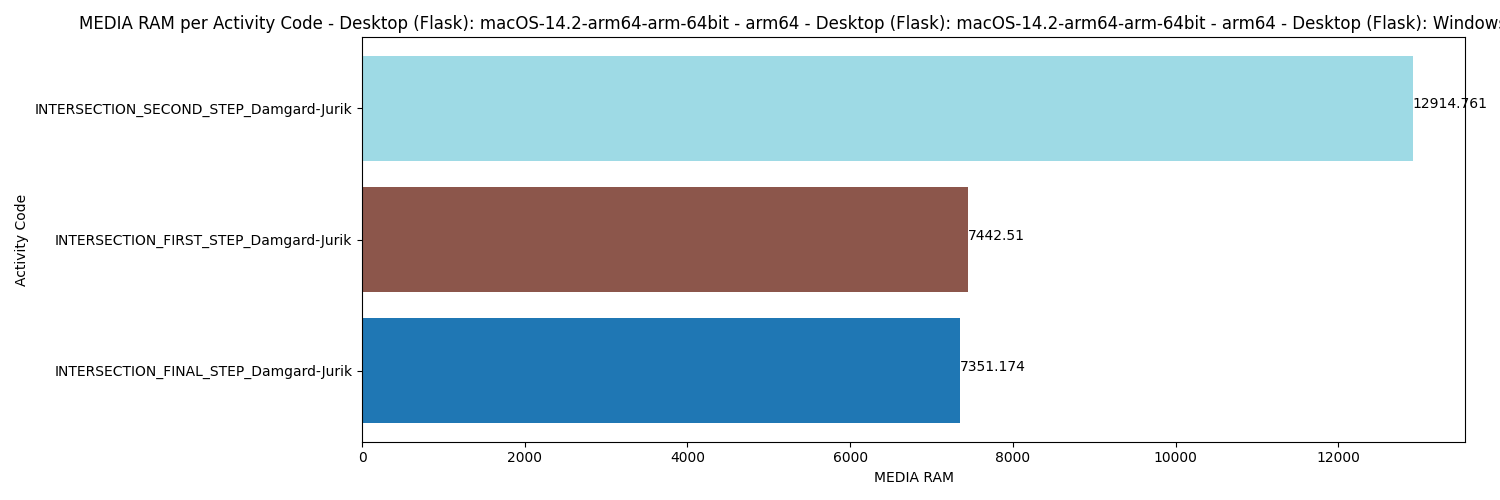 MEDIA RAM per Activity Code - Desktop (Flask): macOS-14.2-arm64-arm-64bit - arm64 - Desktop (Flask): macOS-14.2-arm64-arm-64bit - arm64 - Desktop (Flask): Windows
INTERSECTION_SECOND_STEP_Damgard-Jurik
12914.761
INTERSECTION_FIRST_STEP_Damgard-Jurik
7442.51
INTERSECTION_FINAL_STEP_Damgard-Jurik
7351.174
Activity Code
0 2000 4000 6000 8000 10000 12000
MEDIA RAM